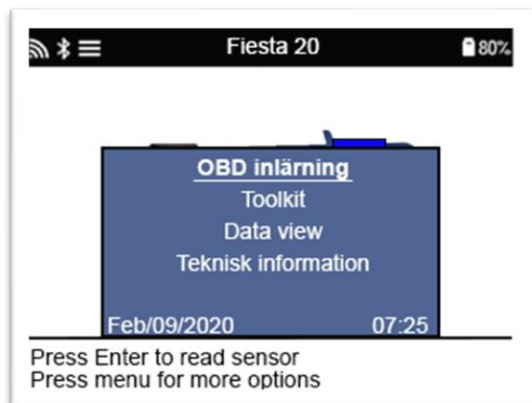 Fiesta 20 80%
OBD inlärning
Toolkit
Data view
Teknisk information
Feb/09/2020 07:25
Press Enter to read sensor
Press menu for more options